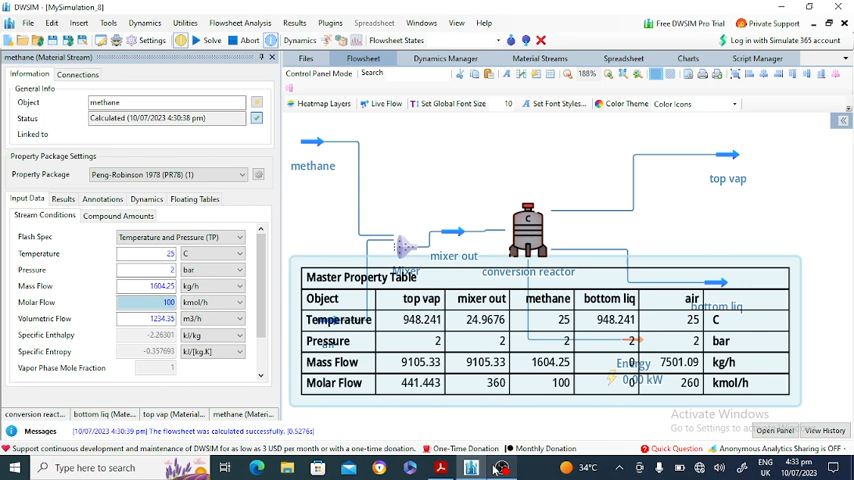 DWSIM - [MySimulation_8]
File Edit Insert Tools Dynamics Utilities Flowsheet Analysis Results Plugins Spreadsheet Windows View Help
Free DWSIM Pro Trial Private Support
Settings Solve Abort Dynamics Flowsheet States Log in with Simulate 365 account
methane (Material Stream)
Files Flowsheet Dynamics Manager Material Streams Spreadsheet Charts Script Manager
Information Connections
Control Panel Mode Search 188%
General Info
Object methane
Heatmap Layers Live Flow Set Global Font Size 10 Set Font Styles... Color Theme Color Icons
Status Calculated (10/07/2023 4:30:38 pm)
Linked to
Property Package Settings
Property Package Peng-Robinson 1978 (PR78) (1)
Input Data Results Annotations Dynamics Floating Tables
Stream Conditions Compound Amounts
Flash Spec Temperature and Pressure (TP)
Temperature 25 C
Pressure 2 bar
Mass Flow 1604.25 kg/h
Molar Flow 100 kmol/h
Volumetric Flow 1234.35 m3/h
Specific Enthalpy -2.26301 kJ/kg
Specific Entropy -0.357693 kJ/[kg.K]
Vapor Phase Mole Fraction 1
methane
top vap
mixer out
Mixer
conversion reactor
bottom liq
air
Energy
0.00 kW
Master Property Table
Object top vap mixer out methane bottom liq air
Temperature 948.241 24.9676 25 948.241 25 C
Pressure 2 2 2 2 2 bar
Mass Flow 9105.33 9105.33 1604.25 0 7501.09 kg/h
Molar Flow 441.443 360 100 0 260 kmol/h
Activate Windows
conversion react... bottom liq (Mate... top vap (Material... methane (Materi...
Messages [10/07/2023 4:30:39 pm] The flowsheet was calculated successfully. [0.5276s] Open Panel View History
Support continuous development and maintenance of DWSIM for as low as 3 USD per month or with a one-time donation. One-Time Donation Monthly Donation Quick Question Anonymous Analytics Sharing is OFF
Type here to search 34°C ENG UK 4:33 pm 10/07/2023